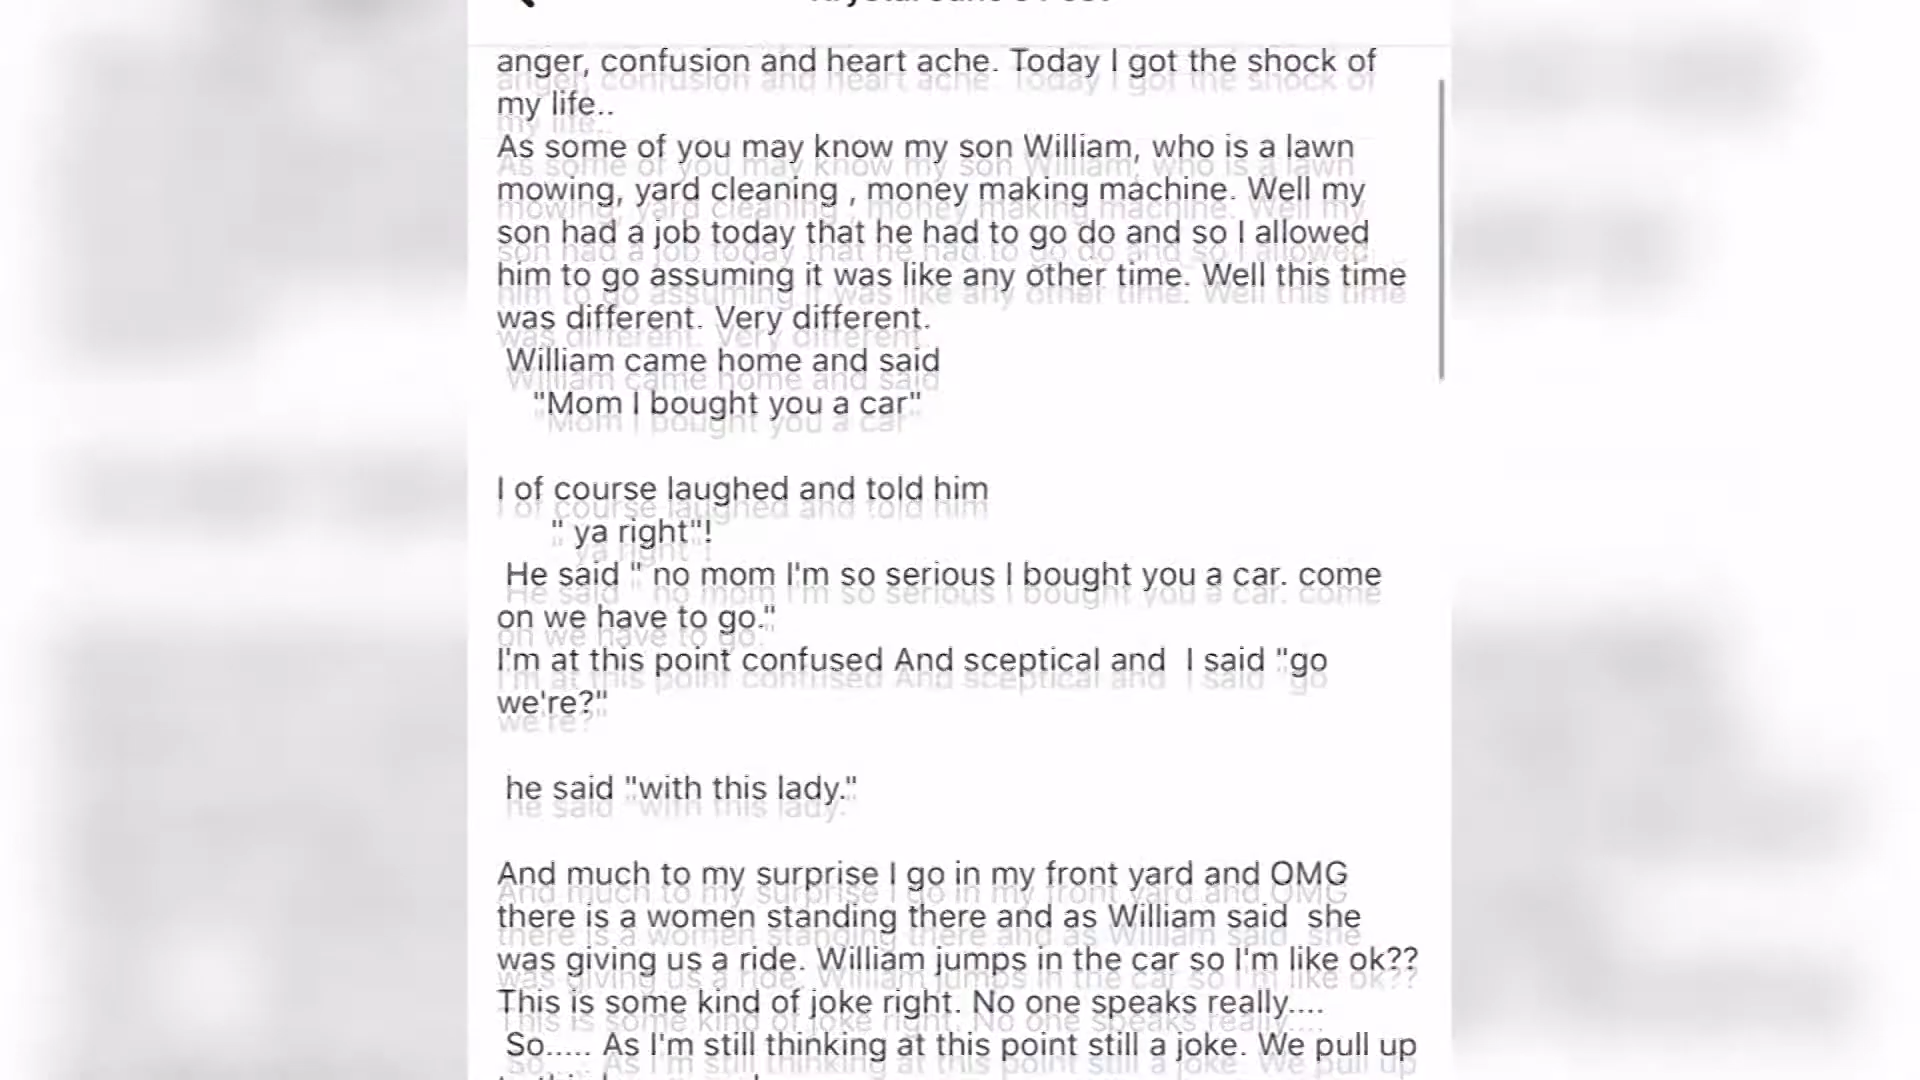 anger, confusion and heart ache. Today I got the shock of
my life..
As some of you may know my son William, who is a lawn
mowing, yard cleaning , money making machine. Well my
son had a job today that he had to go do and so I allowed
him to go assuming it was like any other time. Well this time
was different. Very different.
William came home and said
"Mom I bought you a car"
I of course laughed and told him
" ya right"!
He said " no mom I'm so serious I bought you a car. come
on we have to go."
I'm at this point confused And sceptical and  I said "go
we're?"
he said "with this lady."
And much to my surprise I go in my front yard and OMG
there is a women standing there and as William said  she
was giving us a ride. William jumps in the car so I'm like ok??
This is some kind of joke right. No one speaks really....
So..... As I'm still thinking at this point still a joke. We pull up